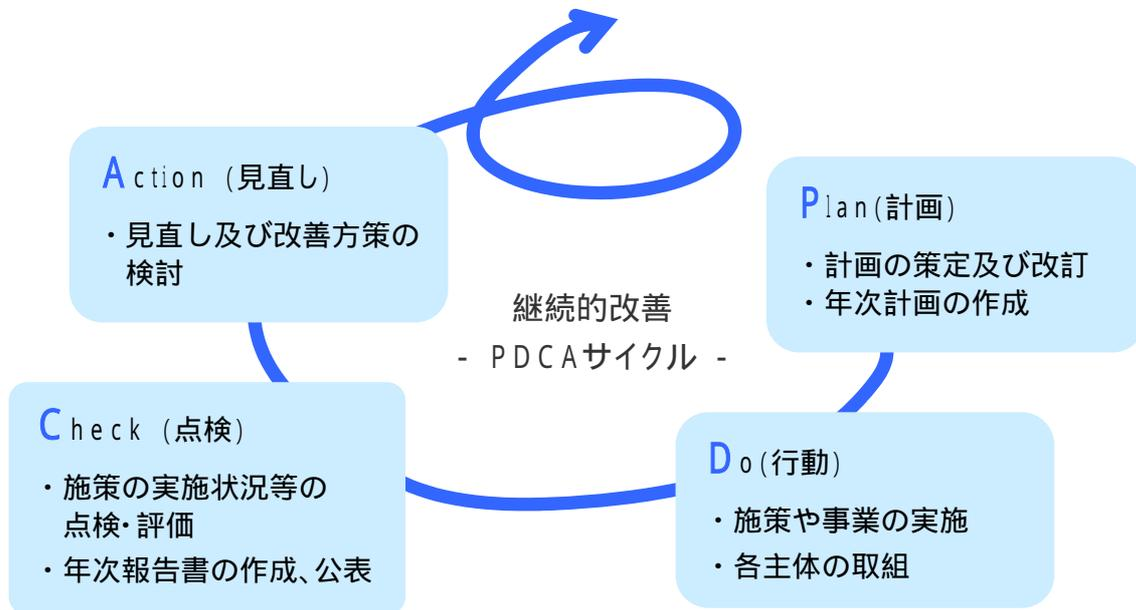 Action (見直し)
・見直し及び改善方策の
検討
Plan(計画)
・計画の策定及び改訂
・年次計画の作成
継続的改善
- PDCAサイクル -
Check (点検)
・施策の実施状況等の
点検・評価
・年次報告書の作成、公表
Do(行動)
・施策や事業の実施
・各主体の取組